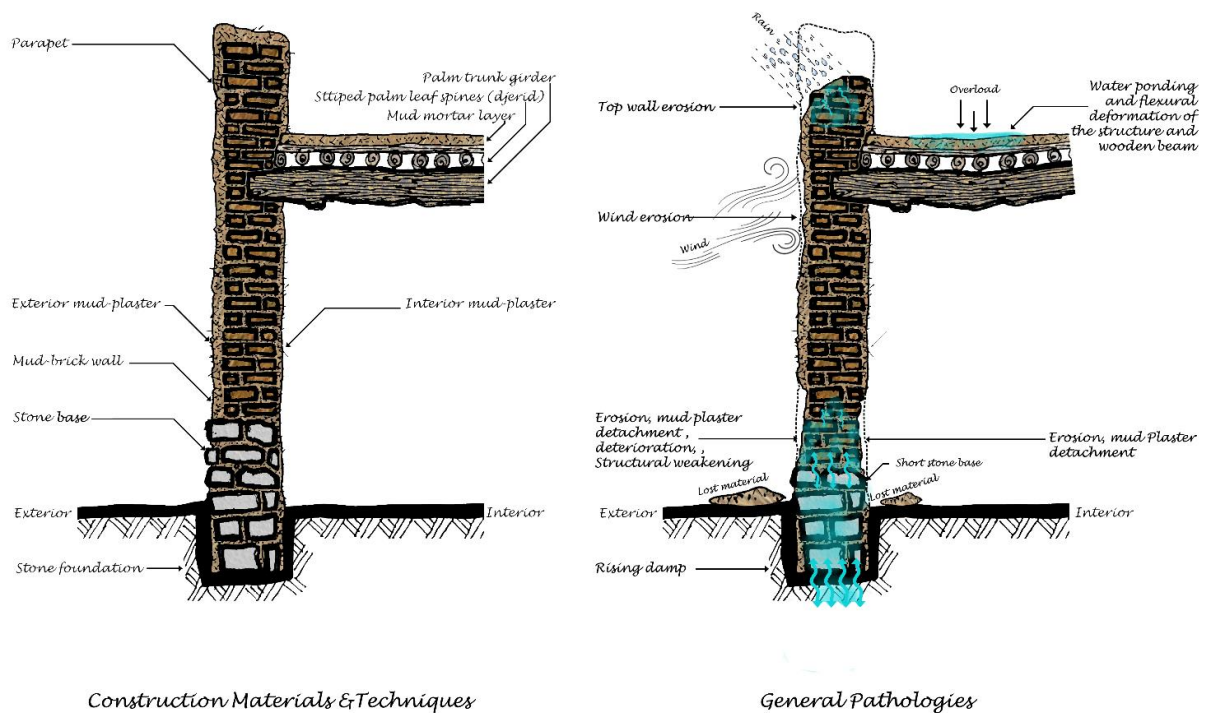 Parapet
Palm trunk girder
Sttiped palm leaf spines (djerid)
Mud mortar layer
Exterior mud-plaster
Interior mud-plaster
Mud-brick wall
Stone base
Exterior
Interior
Stone foundation
Construction Materials &Techniques
Rain
Top wall erosion
Overload
Water ponding
and flexural
deformation of
the structure and
wooden beam
Wind erosion
Wind
Erosion, mud plaster
detachment ,
deterioration, ,
Structural weakening
Erosion, mud Plaster
detachment
Short stone base
Lost material
Lost material
Exterior
Interior
Rising damp
General Pathologies